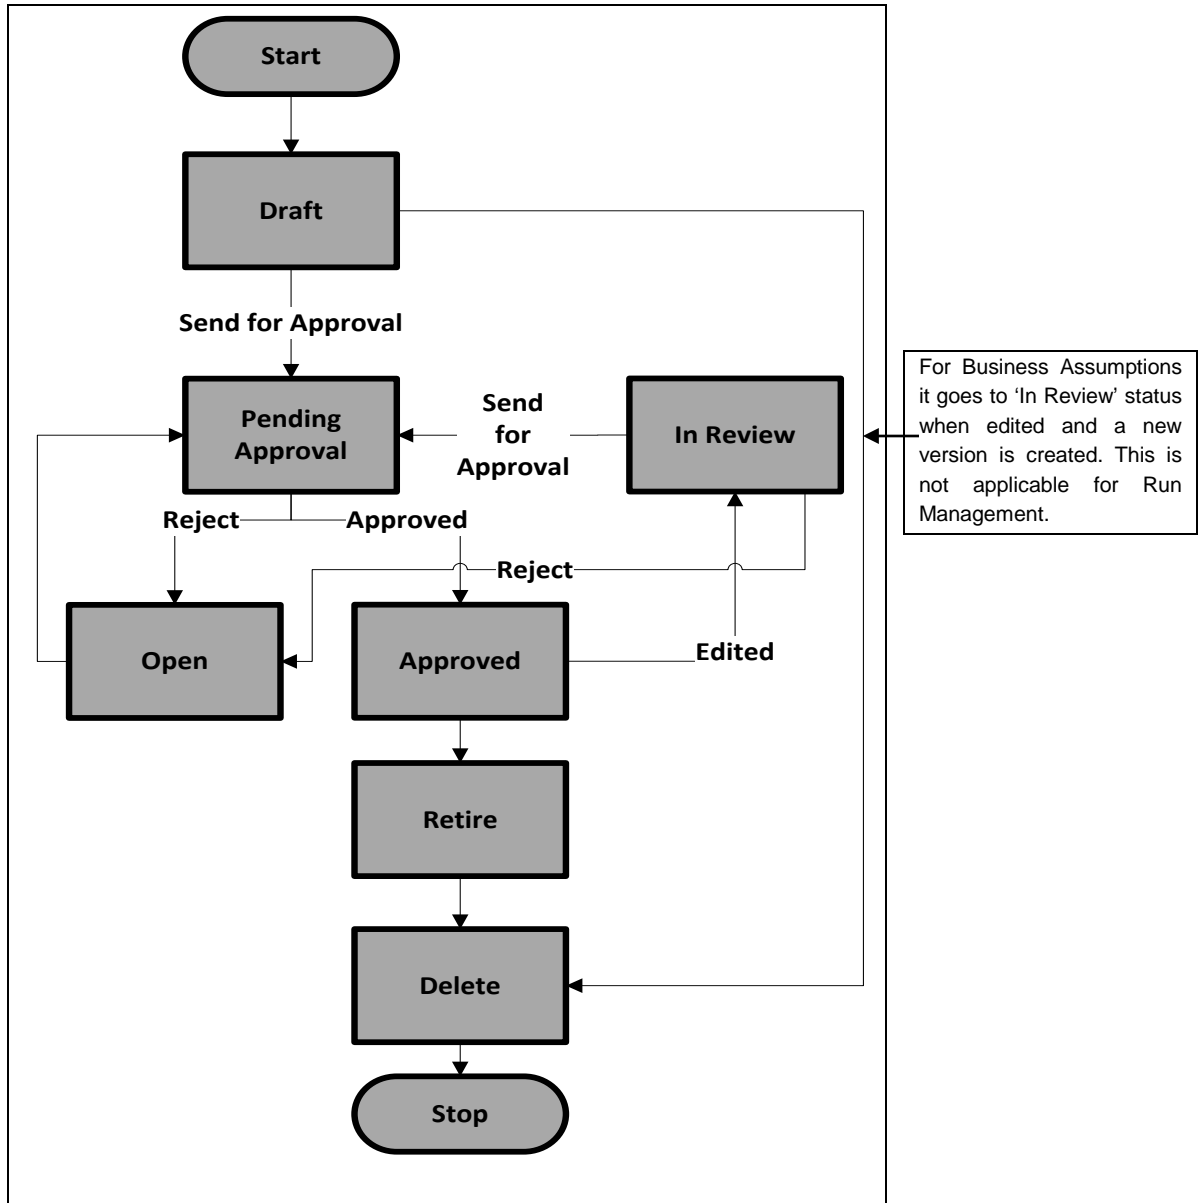 Start
Draft
Send for Approval
Pending
Approval
Send
for
Approval
In Review
For Business Assumptions
it goes to ‘In Review’ status
when edited and a new
version is created. This is
not applicable for Run
Management.
Reject
Approved
Reject
Open
Approved
Edited
Retire
Delete
Stop